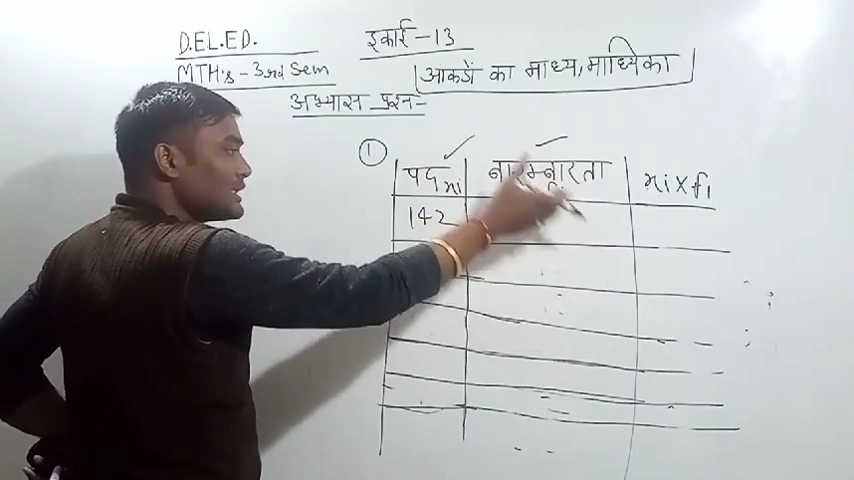 D.EL.ED.
इकाई-13
MTH's - 3rd Sem
आंकडों का माध्य, माध्यिका
अभ्यास प्रश्न-
1
पद xi
xi×fi
142